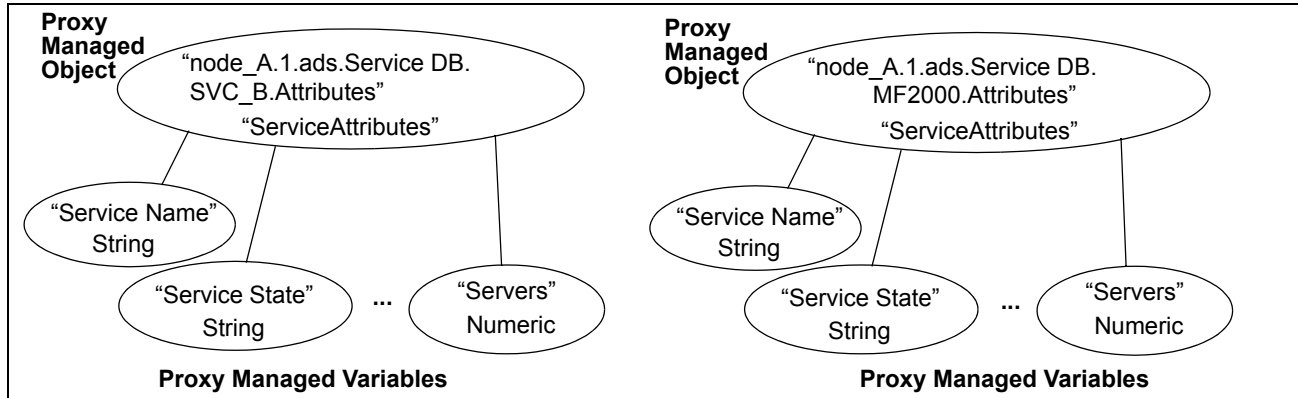 Proxy
Managed
Object
“node_A.1.ads.Service DB.
SVC_B.Attributes”
“ServiceAttributes”
“Service Name”
String
“Service State”
String
...
“Servers”
Numeric
Proxy Managed Variables
Proxy
Managed
Object
“node_A.1.ads.Service DB.
MF2000.Attributes”
“ServiceAttributes”
“Service Name”
String
“Service State”
String
...
“Servers”
Numeric
Proxy Managed Variables